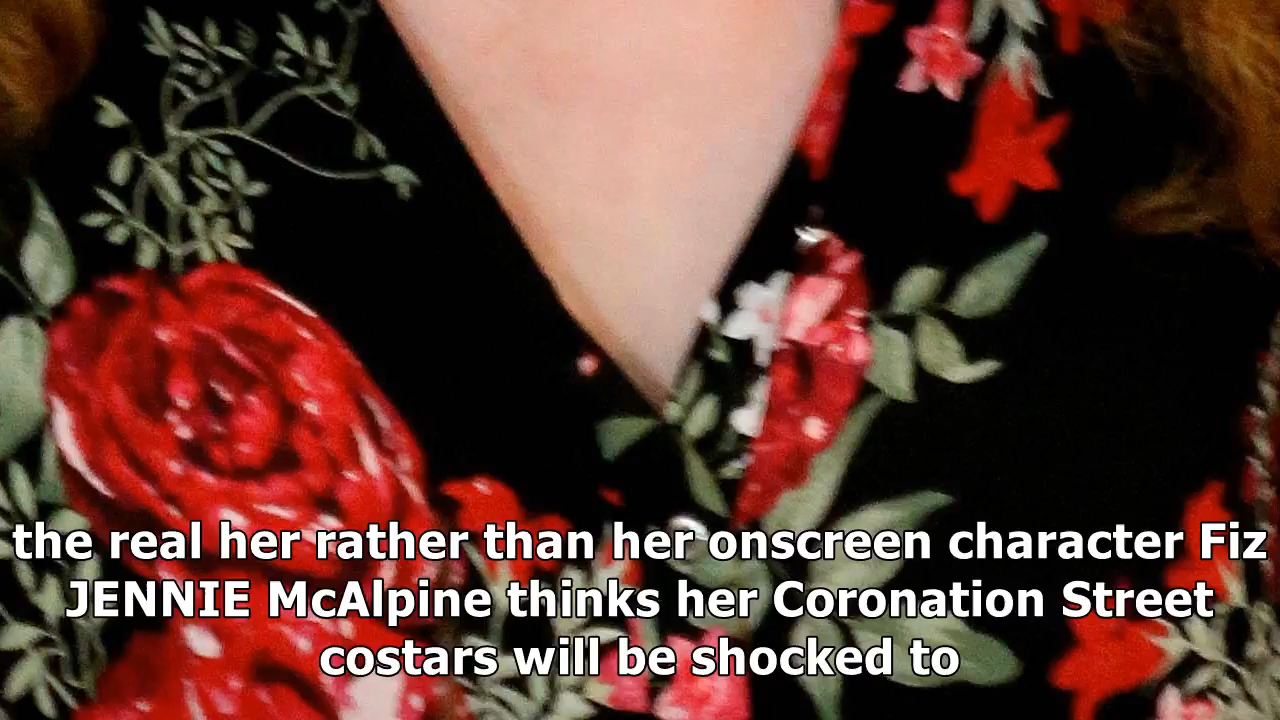 the real her rather than her onscreen character Fiz
JENNIE McAlpine thinks her Coronation Street
costars will be shocked to